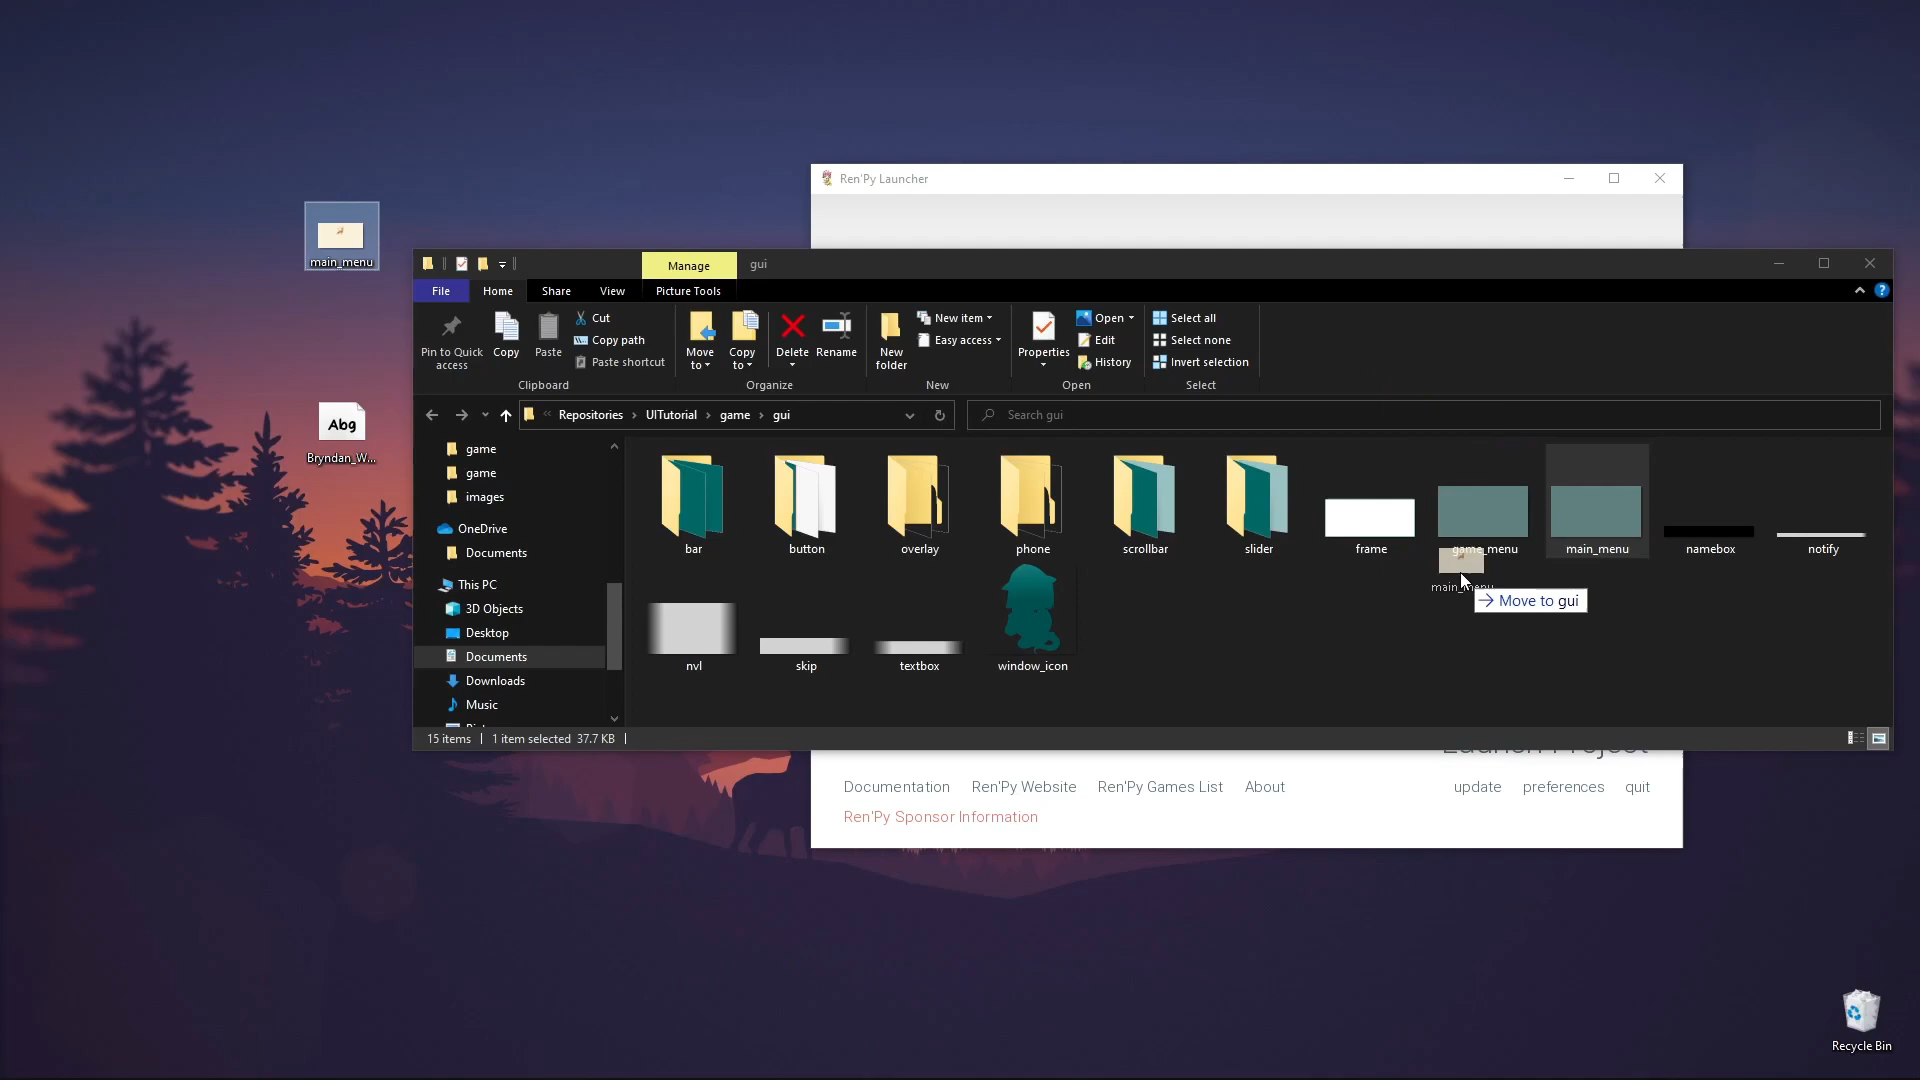 Ren'Py Launcher
main_menu
Manage
gui
File
Home
Share
View
Picture Tools
Pin to Quick
access
Copy
Paste
Cut
Copy path
Paste shortcut
Clipboard
Move
to
Copy
to
Delete
Rename
Organize
New
folder
New item
Easy access
New
Properties
Open
Edit
History
Open
Select all
Select none
Invert selection
Select
Repositories
UITutorial
game
gui
Search gui
Abg
Bryndan_W...
game
game
images
OneDrive
Documents
This PC
3D Objects
Desktop
Documents
Downloads
Music
bar
button
overlay
phone
scrollbar
slider
frame
game_menu
main_menu
namebox
notify
main_menu
Move to gui
nvl
skip
textbox
window_icon
15 items
1 item selected 37.7 KB
Launch Project
Documentation
Ren'Py Website
Ren'Py Games List
About
update
preferences
quit
Ren'Py Sponsor Information
Recycle Bin